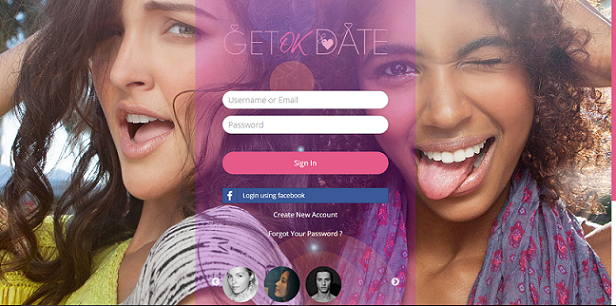 GET OK DATE
Username or Email
Password
Sign In
f Login using facebook
Create New Account
Forgot Your Password ?